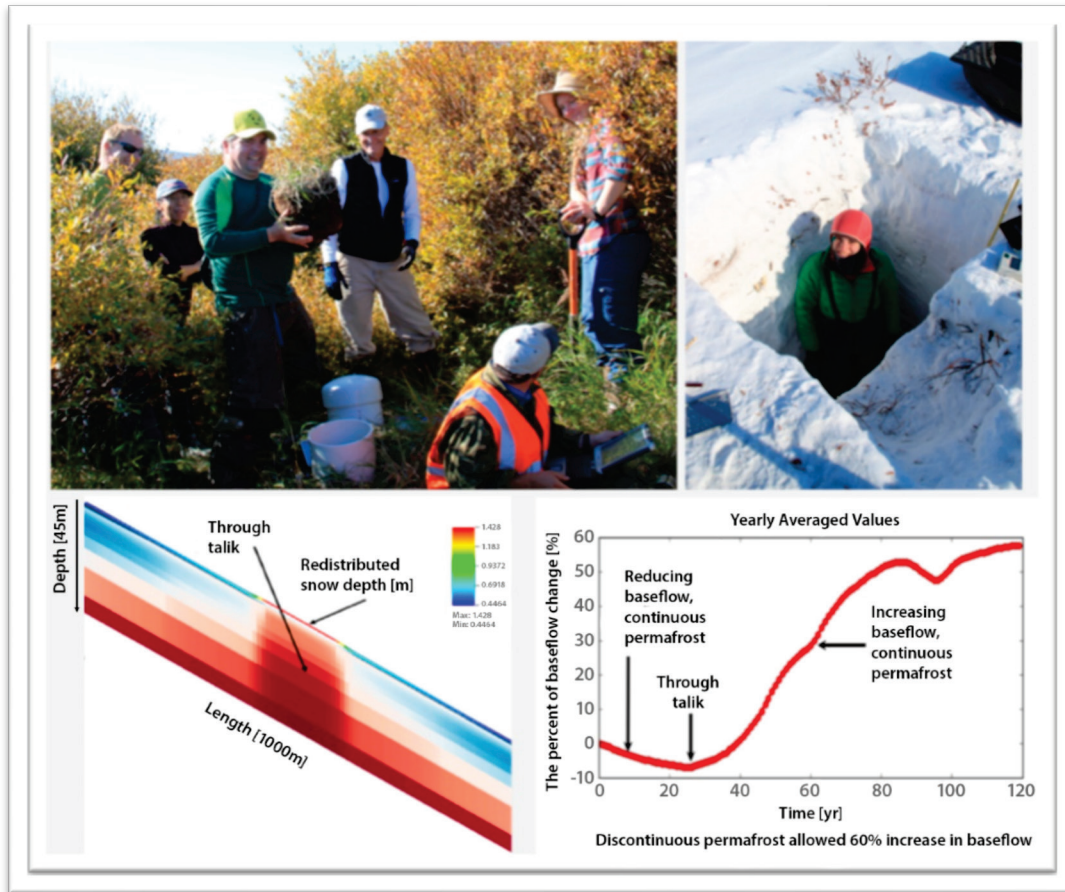 Depth [45m]
Through
talik
Redistributed
snow depth [m]
1.428
1.183
0.9372
0.6918
0.4464
Max: 1.428
Min: 0.4464
Length [1000m]
Yearly Averaged Values
The percent of baseflow change [%]
60
50
40
30
20
10
0
-10
Reducing
baseflow,
continuous
permafrost
Through
talik
Increasing
baseflow,
continuous
permafrost
0 20 40 60 80 100 120
Time [yr]
Discontinuous permafrost allowed 60% increase in baseflow